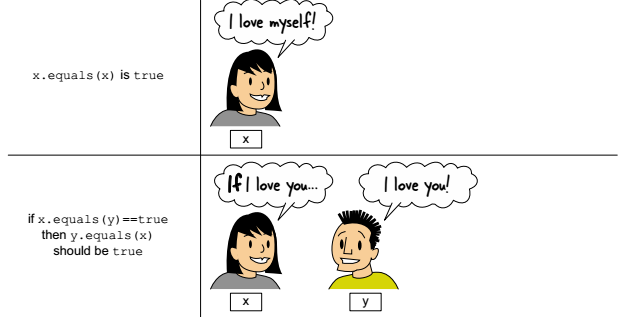 I love myself!
x.equals(x) is true
x
If I love you...
I love you!
if x.equals(y)==true
then y.equals(x)
should be true
x
y